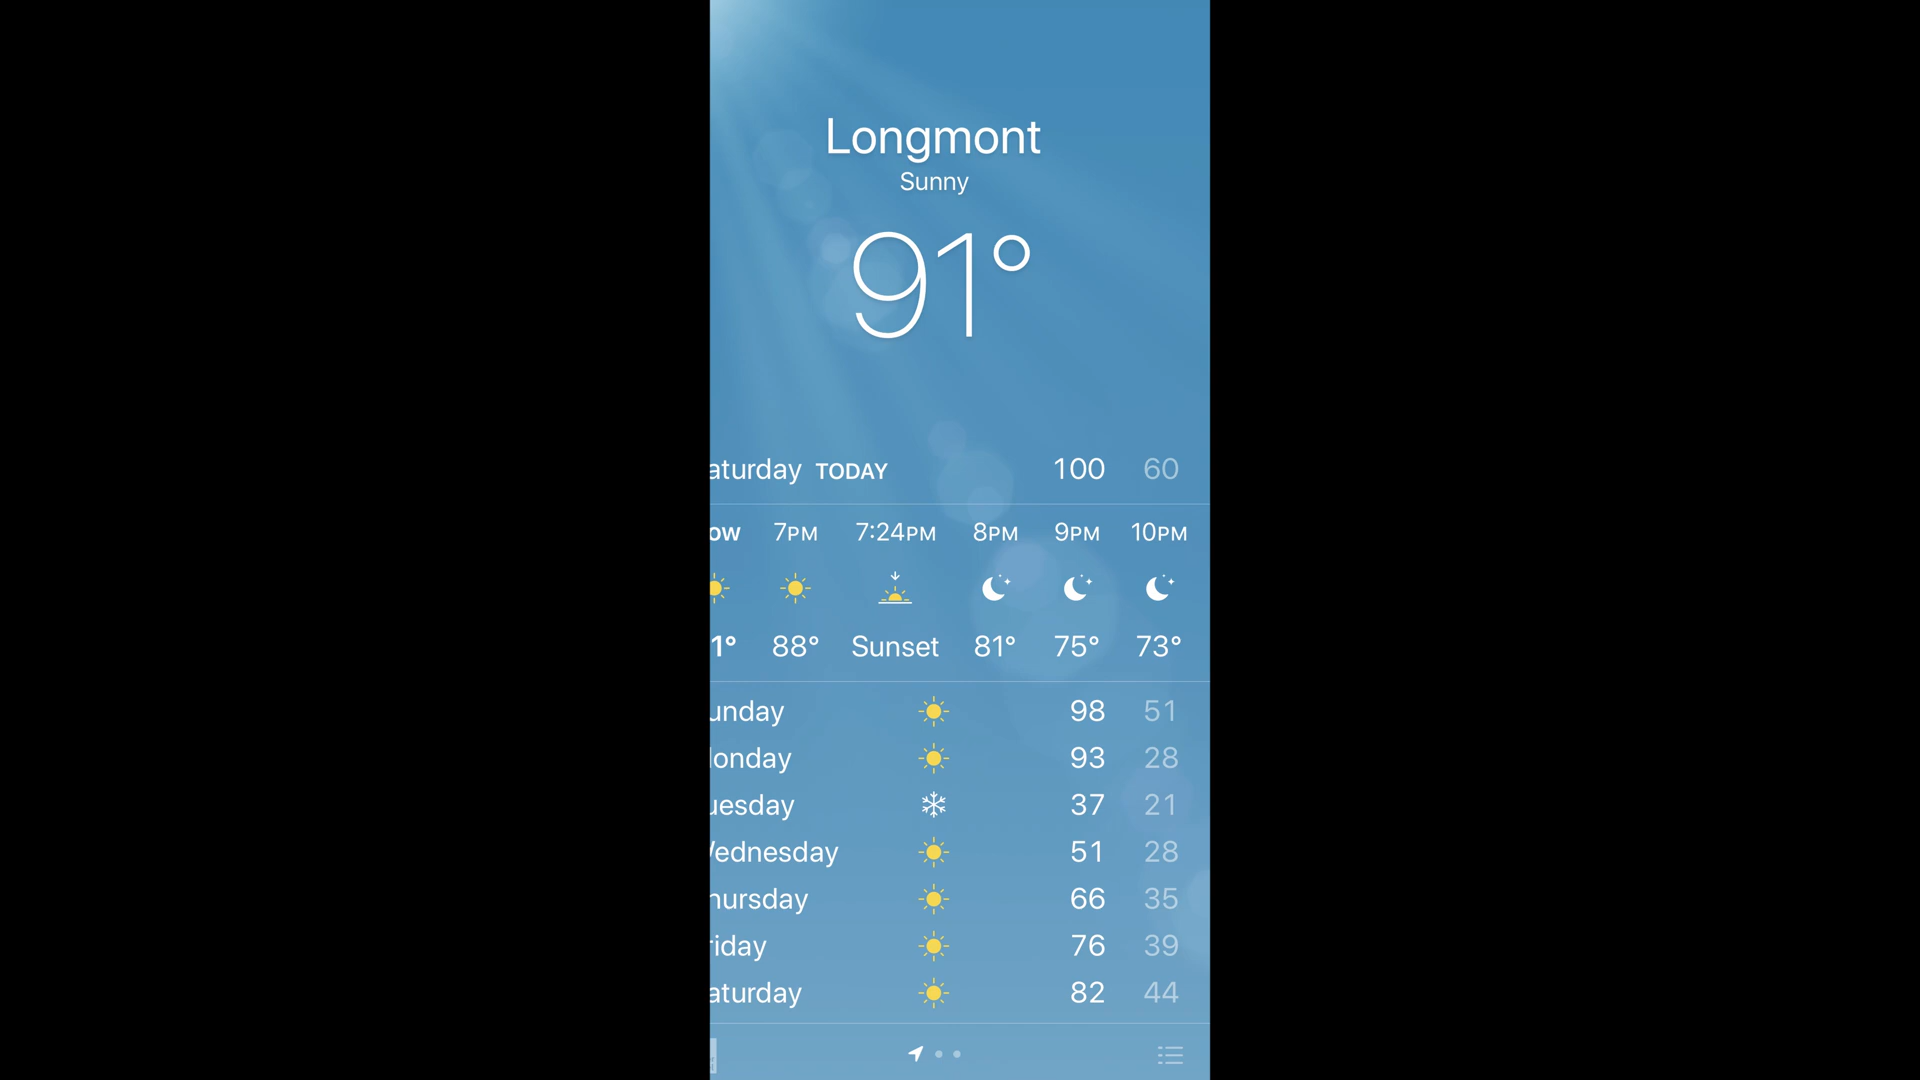 Longmont
Sunny
91°
aturday TODAY 100 60
ow 7PM 7:24PM 8PM 9PM 10PM
1° 88° Sunset 81° 75° 73°
unday 98 51
onday 93 28
uesday 37 21
Wednesday 51 28
hursday 66 35
riday 76 39
aturday 82 44